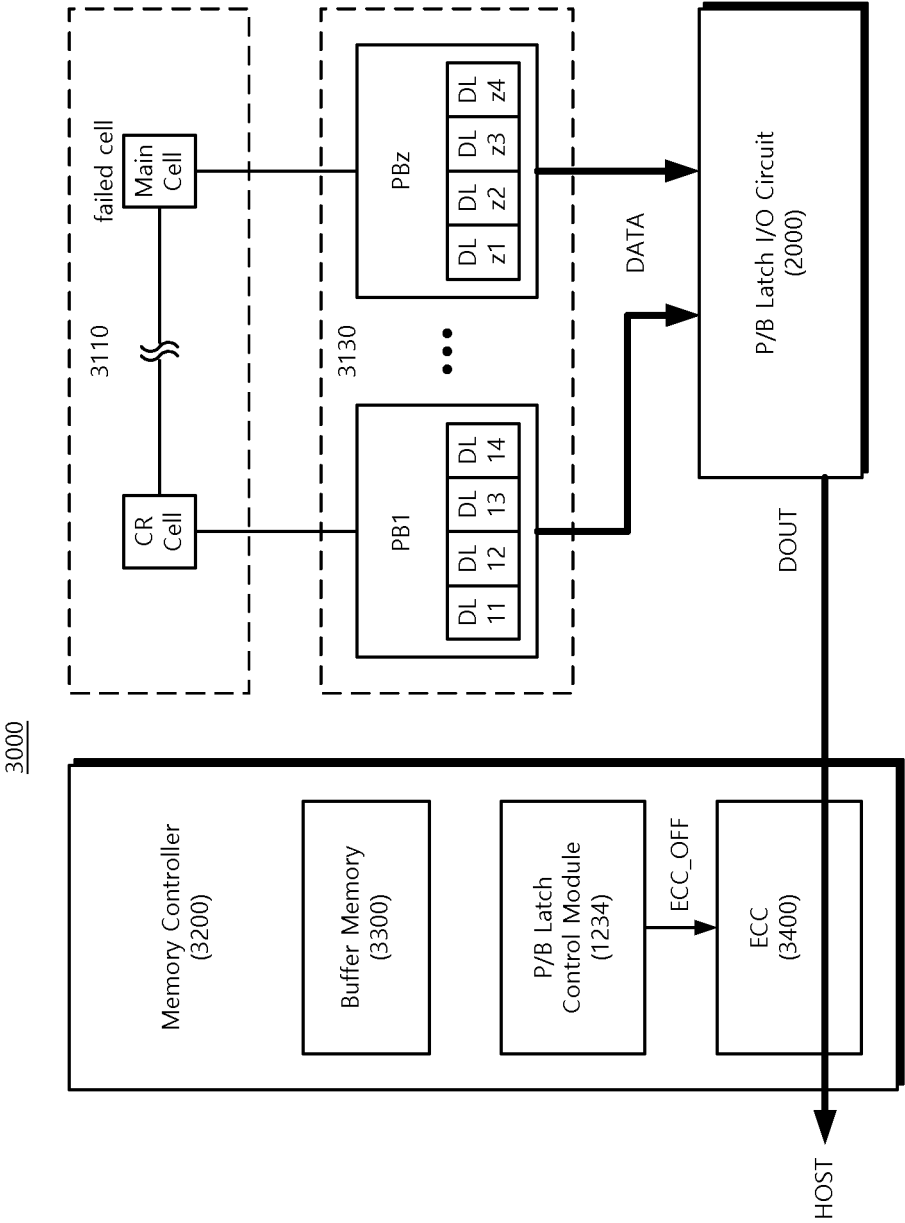 3000
Memory Controller
(3200)
Buffer Memory
(3300)
P/B Latch
Control Module
(1234)
ECC_OFF
ECC
(3400)
HOST
3110
CR
Cell
failed cell
Main
Cell
3130
PB1
DL
11
DL
12
DL
13
DL
14
PBz
DL
z1
DL
z2
DL
z3
DL
z4
DATA
P/B Latch I/O Circuit
(2000)
DOUT